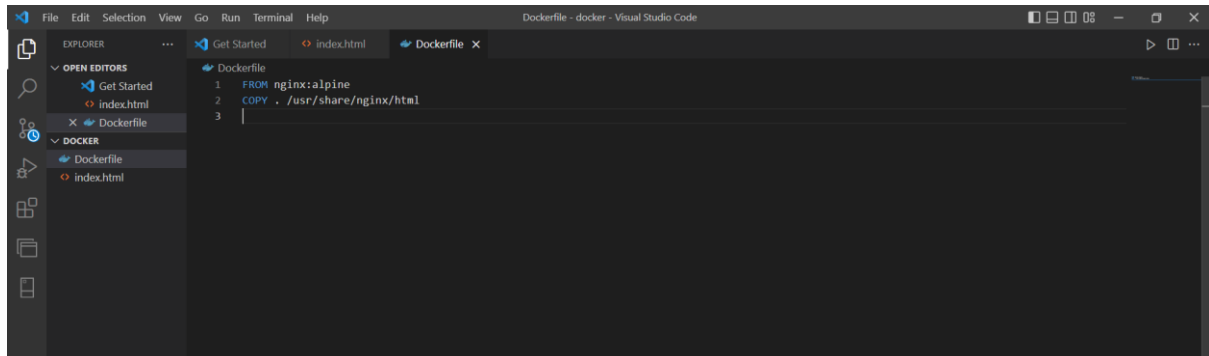 File Edit Selection View Go Run Terminal Help Dockerfile - docker - Visual Studio Code
EXPLORER ...
Get Started index.html Dockerfile
OPEN EDITORS
Get Started
index.html
Dockerfile
DOCKER
Dockerfile
index.html
Dockerfile
1 FROM nginx:alpine
2 COPY . /usr/share/nginx/html
3